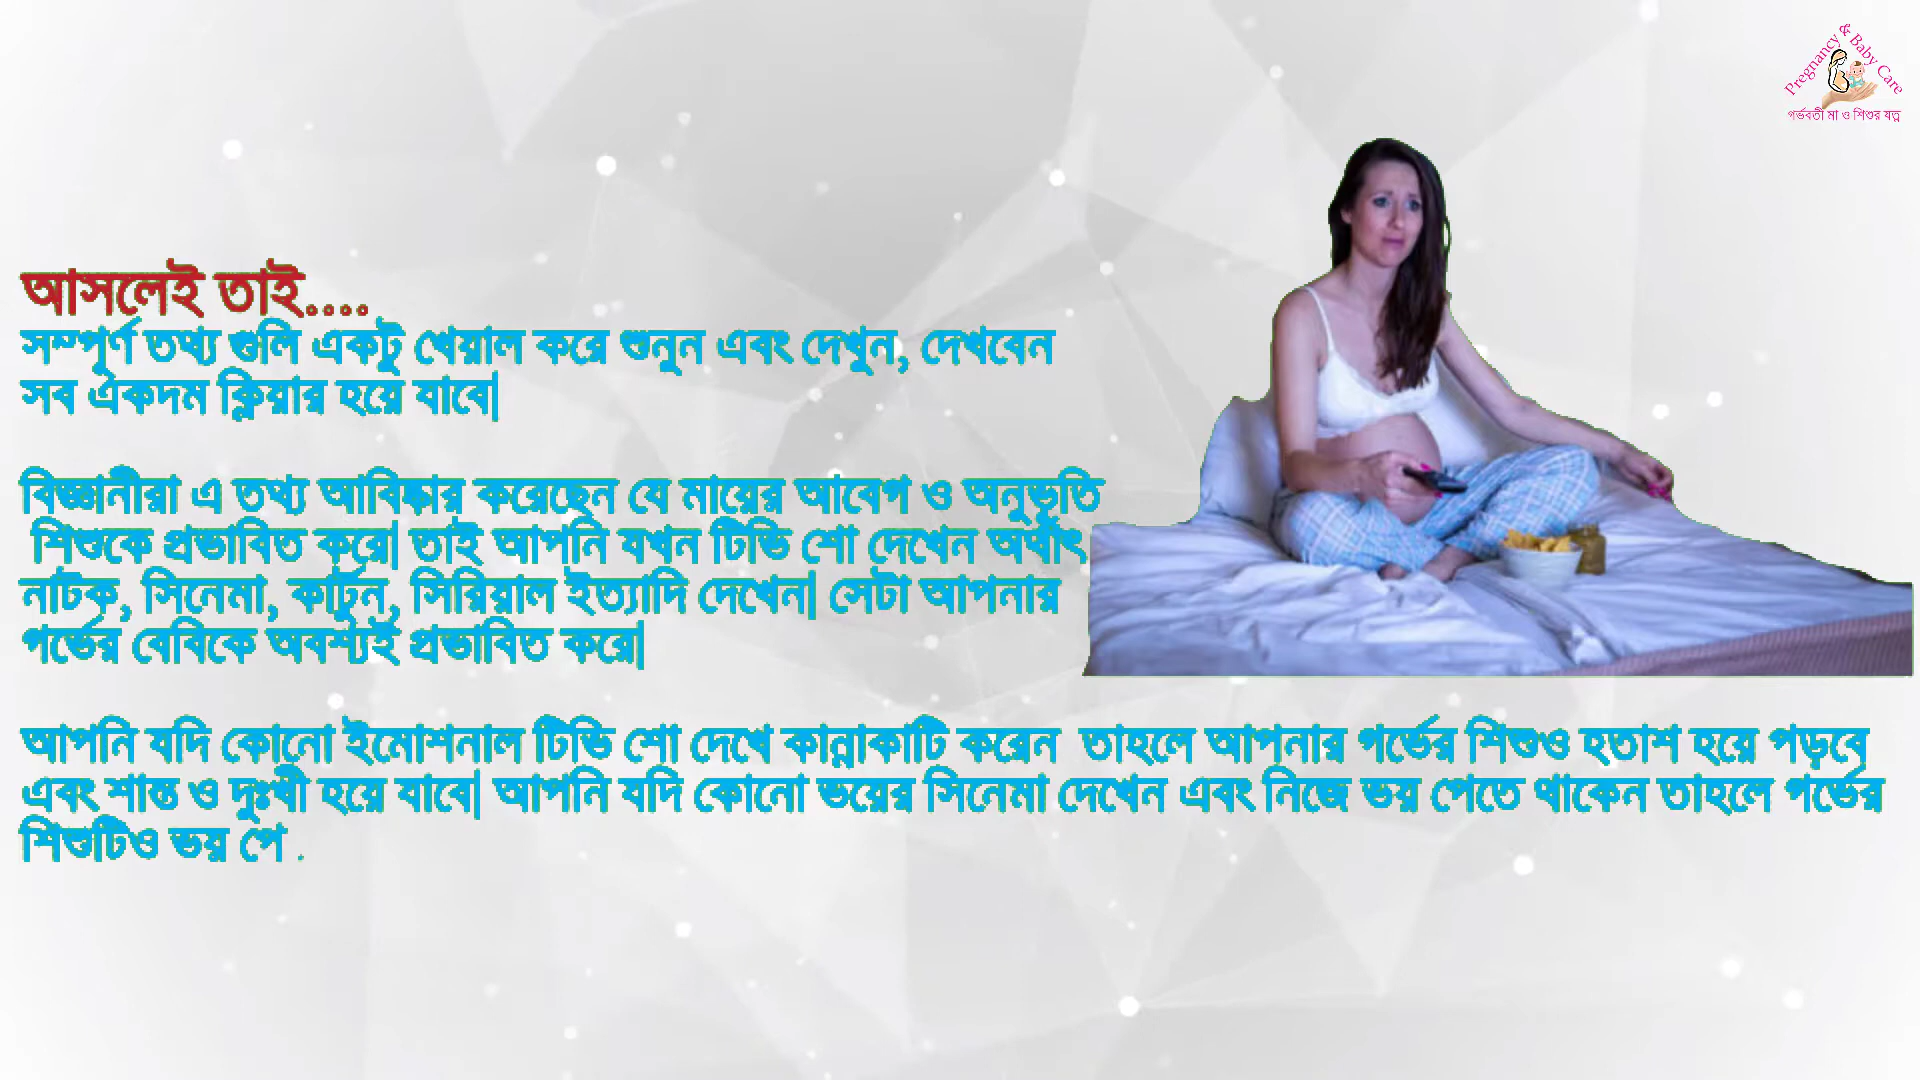 Pregnancy & Baby Care
গর্ভবতী মা ও শিশুর যত্ন
আসলেই তাই....
সম্পূর্ণ তথ্য গুলি একটু খেয়াল করে শুনুন এবং দেখুন, দেখবেন
সব একদম ক্লিয়ার হয়ে যাবে|
বিজ্ঞানীরা এ তথ্য আবিষ্কার করেছেন যে মায়ের আবেগ ও অনুভূতি
শিশুকে প্রভাবিত করে| তাই আপনি যখন টিভি শো দেখেন অর্থাৎ
নাটক, সিনেমা, কার্টুন, সিরিয়াল ইত্যাদি দেখেন| সেটা আপনার
গর্ভের বেবিকে অবশ্যই প্রভাবিত করে|
আপনি যদি কোনো ইমোশনাল টিভি শো দেখে কান্নাকাটি করেন তাহলে আপনার গর্ভের শিশুও হতাশ হয়ে পড়বে
এবং শান্ত ও দুঃখী হয়ে যাবে| আপনি যদি কোনো ভয়ের সিনেমা দেখেন এবং নিজে ভয় পেতে থাকেন তাহলে গর্ভের
শিশুটিও ভয় পে .